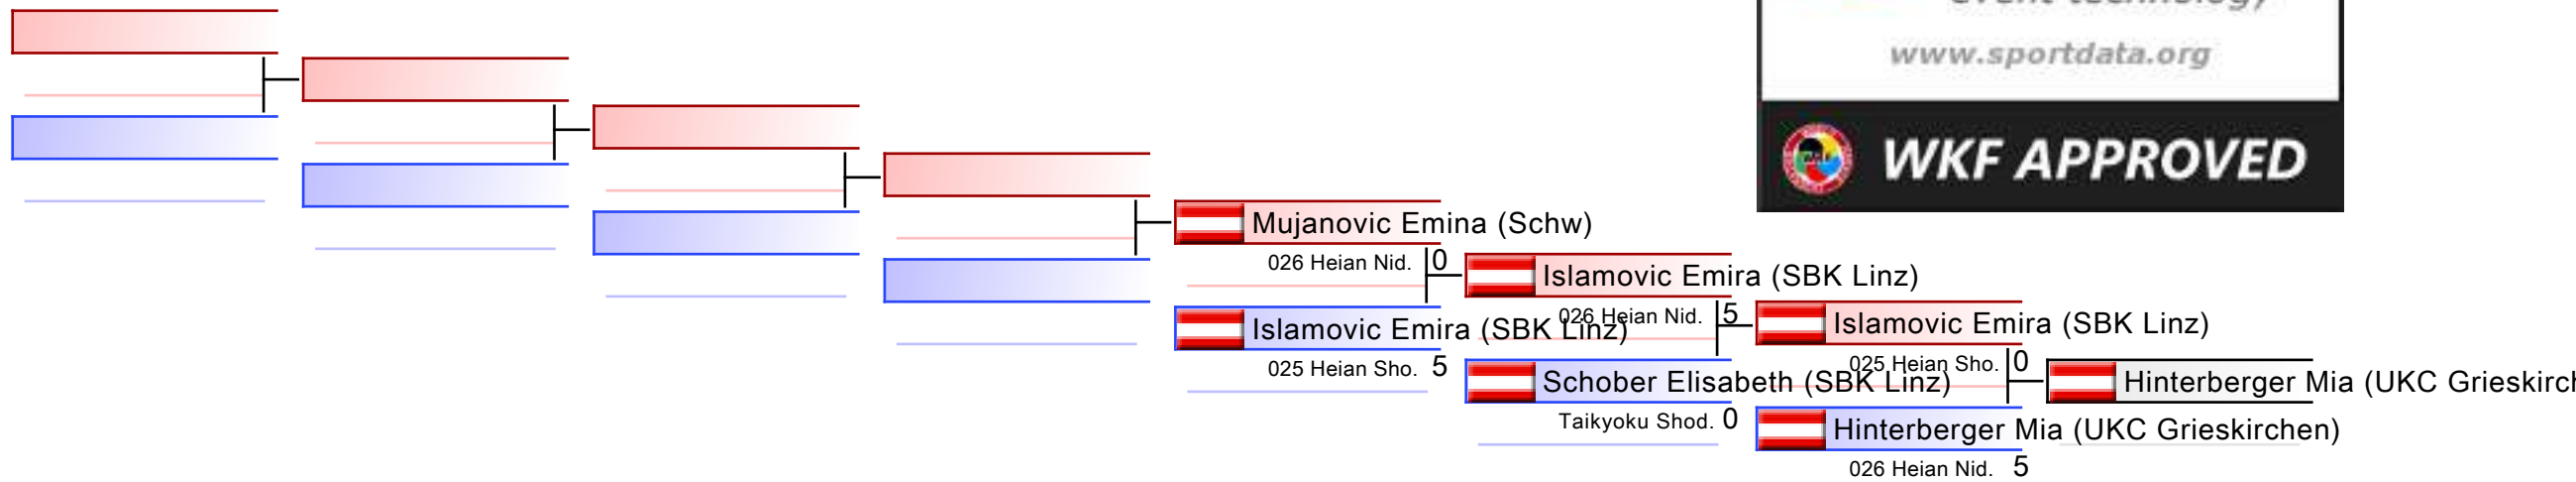 event technology
www.sportdata.org
WKF APPROVED
Mujanovic Emina (Schw)
026 Heian Nid. 0
Islamovic Emira (SBK Linz)
025 Heian Sho. 5
Islamovic Emira (SBK Linz)
026 Heian Nid. 5
Schober Elisabeth (SBK Linz)
Taikyoku Shod. 0
Islamovic Emira (SBK Linz)
025 Heian Sho. 0
Hinterberger Mia (UKC Grieskirchen)
026 Heian Nid. 5
Hinterberger Mia (UKC Grieskirch